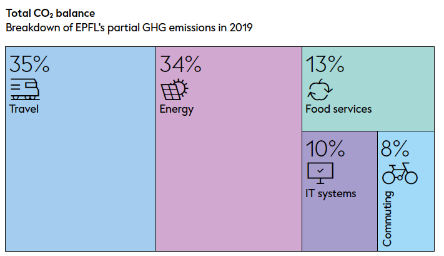 Total CO₂ balance
Breakdown of EPFL's partial GHG emissions in 2019
35%
Travel
34%
Energy
13%
Food services
10%
IT systems
8%
Commuting